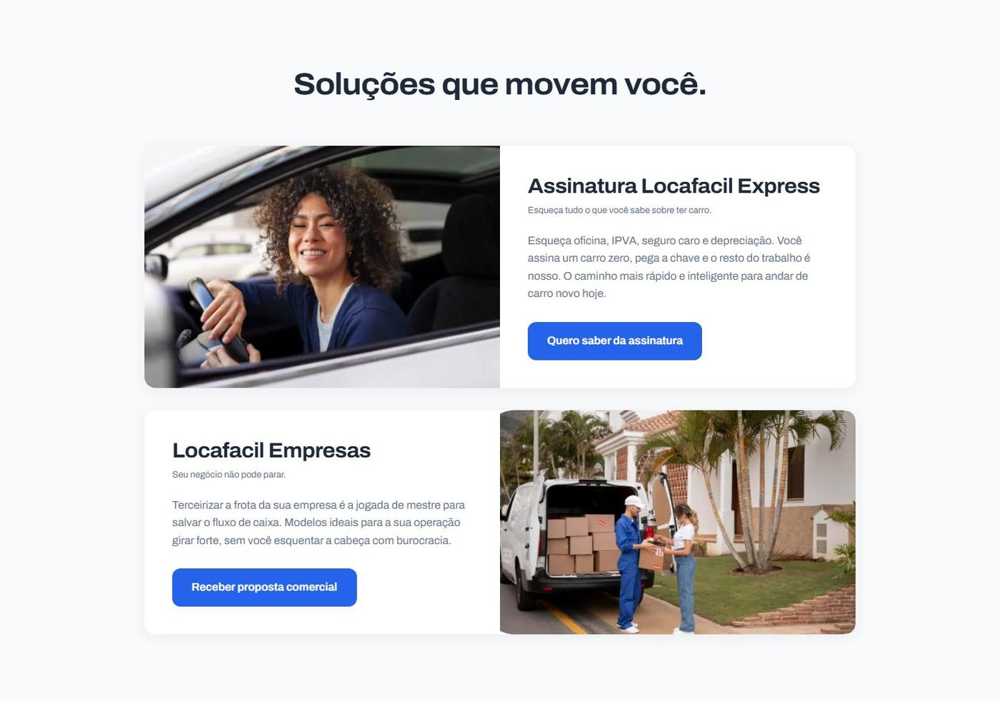 Soluções que movem você.
Assinatura Locafacil Express
Esqueça tudo o que você sabe sobre ter carro.
Esqueça oficina, IPVA, seguro caro e depreciação. Você
assina um carro zero, pega a chave e o resto do trabalho é
nosso. O caminho mais rápido e inteligente para andar de
carro novo hoje.
Quero saber da assinatura
Locafacil Empresas
Seu negócio não pode parar.
Terceirizar a frota da sua empresa é a jogada de mestre para
salvar o fluxo de caixa. Modelos ideais para a sua operação
girar forte, sem você esquentar a cabeça com burocracia.
Receber proposta comercial